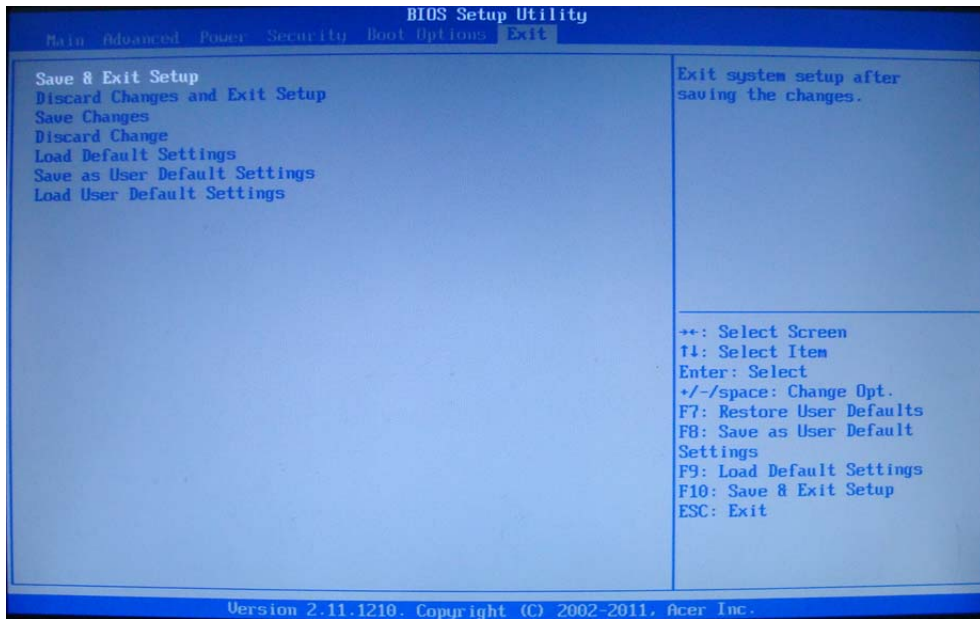 BIOS Setup Utility
Main Advanced Power Security Boot Options Exit
Save & Exit Setup
Discard Changes and Exit Setup
Save Changes
Discard Change
Load Default Settings
Save as User Default Settings
Load User Default Settings
Exit system setup after
saving the changes.
→←: Select Screen
↑↓: Select Item
Enter: Select
+/-/space: Change Opt.
F7: Restore User Defaults
F8: Save as User Default
Settings
F9: Load Default Settings
F10: Save & Exit Setup
ESC: Exit
Version 2.11.1210. Copyright (C) 2002-2011, Acer Inc.